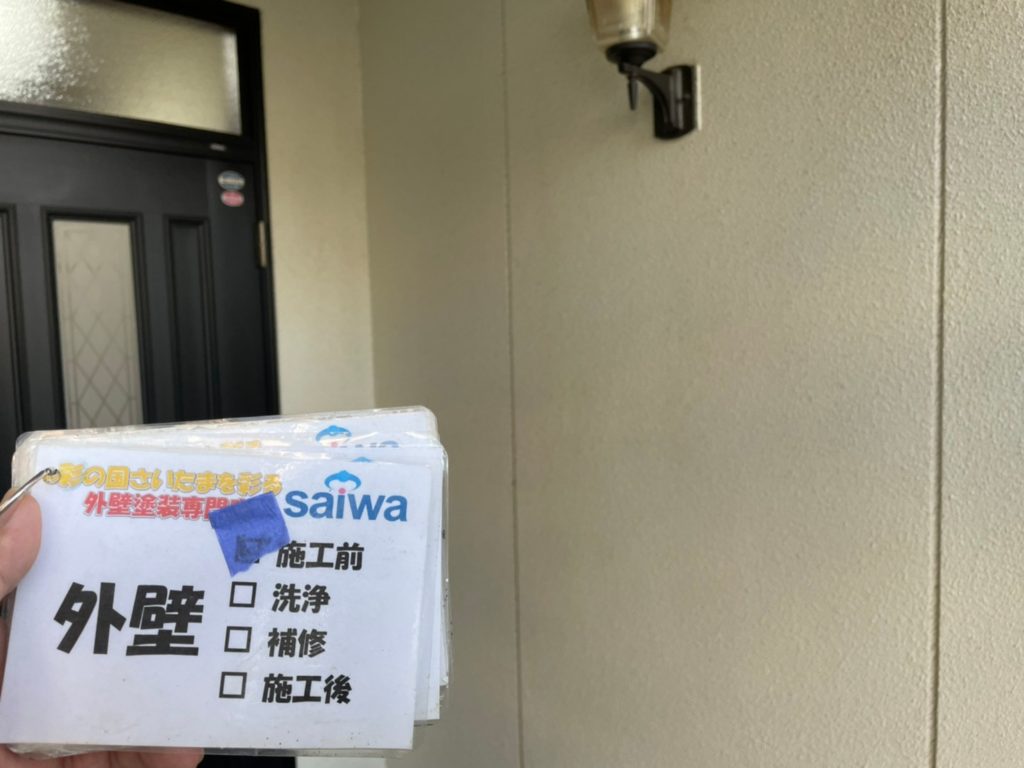 彩の国さいたまを彩る
外壁塗装専門
saiwa
外壁
施工前
洗浄
補修
施工後